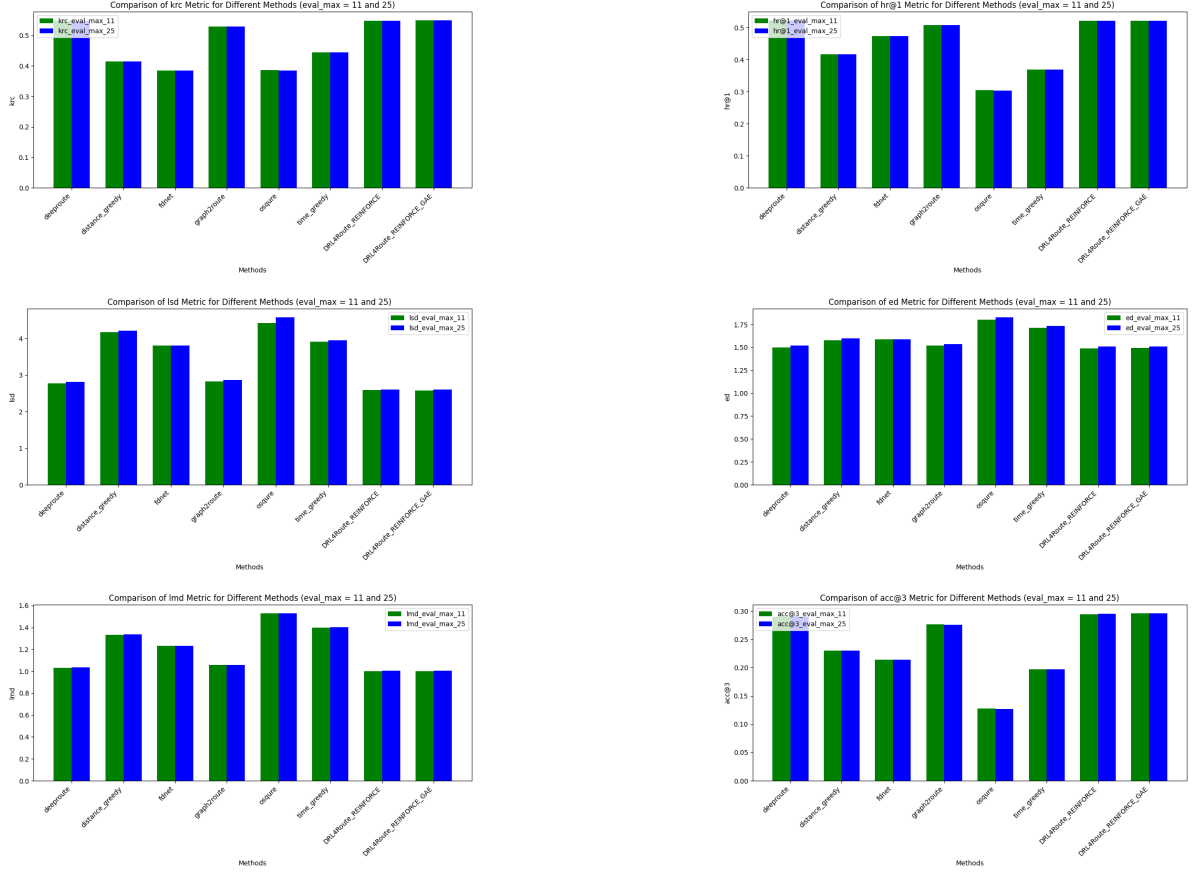 Comparison of krc Metric for Different Methods (eval_max = 11 and 25)
krc_eval_max_11
krc_eval_max_25
0.5
0.4
0.3
0.2
0.1
0.0
krc
deeproute
distance_greedy
fdnet
graph2route
osqure
time_greedy
DRL4Route_REINFORCE
DRL4Route_REINFORCE_GAE
Methods
Comparison of hr@1 Metric for Different Methods (eval_max = 11 and 25)
hr@1_eval_max_11
hr@1_eval_max_25
0.5
0.4
0.3
0.2
0.1
0.0
hr@1
deeproute
distance_greedy
fdnet
graph2route
osqure
time_greedy
DRL4Route_REINFORCE
DRL4Route_REINFORCE_GAE
Methods
Comparison of lsd Metric for Different Methods (eval_max = 11 and 25)
lsd_eval_max_11
lsd_eval_max_25
4
3
2
1
0
lsd
deeproute
distance_greedy
fdnet
graph2route
osqure
time_greedy
DRL4Route_REINFORCE
DRL4Route_REINFORCE_GAE
Methods
Comparison of ed Metric for Different Methods (eval_max = 11 and 25)
ed_eval_max_11
ed_eval_max_25
1.75
1.50
1.25
1.00
0.75
0.50
0.25
0.00
ed
deeproute
distance_greedy
fdnet
graph2route
osqure
time_greedy
DRL4Route_REINFORCE
DRL4Route_REINFORCE_GAE
Methods
Comparison of lmd Metric for Different Methods (eval_max = 11 and 25)
lmd_eval_max_11
lmd_eval_max_25
1.6
1.4
1.2
1.0
0.8
0.6
0.4
0.2
0.0
lmd
deeproute
distance_greedy
fdnet
graph2route
osqure
time_greedy
DRL4Route_REINFORCE
DRL4Route_REINFORCE_GAE
Methods
Comparison of acc@3 Metric for Different Methods (eval_max = 11 and 25)
acc@3_eval_max_11
acc@3_eval_max_25
0.30
0.25
0.20
0.15
0.10
0.05
0.00
acc@3
deeproute
distance_greedy
fdnet
graph2route
osqure
time_greedy
DRL4Route_REINFORCE
DRL4Route_REINFORCE_GAE
Methods